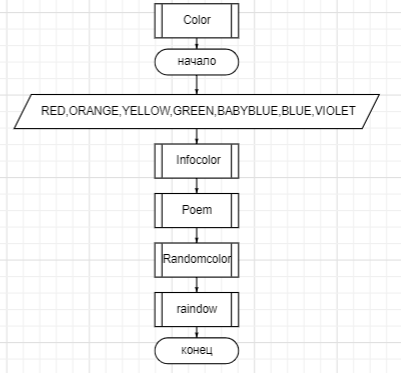 Color
начало
RED,ORANGE,YELLOW,GREEN,BABYBLUE,BLUE,VIOLET
Infocolor
Poem
Randomcolor
raindow
конец